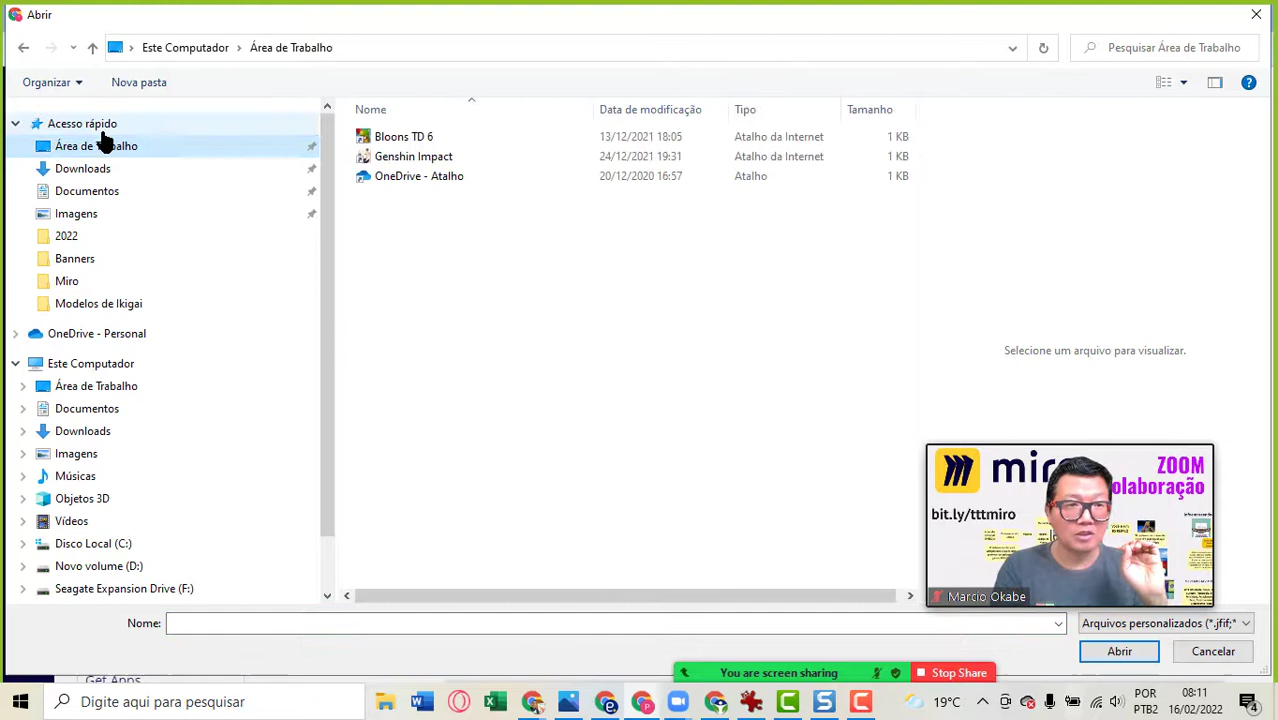 Abrir
Este Computador > Área de Trabalho
Pesquisar Área de Trabalho
Organizar
Nova pasta
Acesso rápido
Área de Trabalho
Downloads
Documentos
Imagens
2022
Banners
Miro
Modelos de Ikigai
OneDrive - Personal
Este Computador
Área de Trabalho
Documentos
Downloads
Imagens
Músicas
Objetos 3D
Vídeos
Disco Local (C:)
Novo volume (D:)
Seagate Expansion Drive (F:)
Nome Data de modificação Tipo Tamanho
Bloons TD 6 13/12/2021 18:05 Atalho da Internet 1 KB
Genshin Impact 24/12/2021 19:31 Atalho da Internet 1 KB
OneDrive - Atalho 20/12/2020 16:57 Atalho 1 KB
Selecione um arquivo para visualizar.
miro
ZOOM
olaboração
bit.ly/tttmiro
Marcio Okabe
Nome:
Arquivos personalizados (*.jfif;*
Abrir
Cancelar
Get Apps
You are screen sharing
Stop Share
Digite aqui para pesquisar
19°C
POR
PTB2
08:11
16/02/2022
4